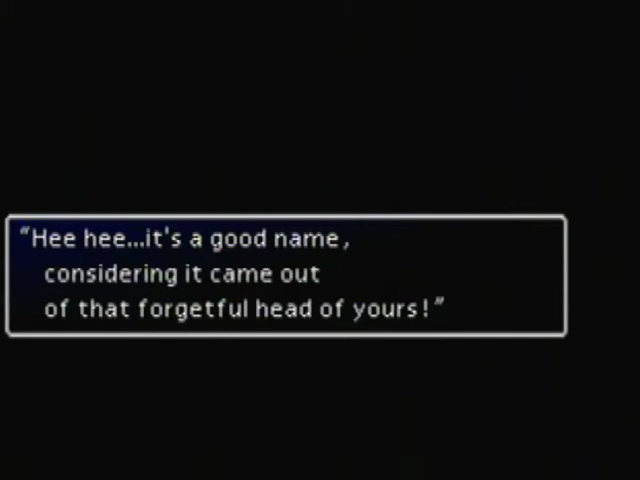 “Hee hee...it's a good name,
considering it came out
of that forgetful head of yours!”